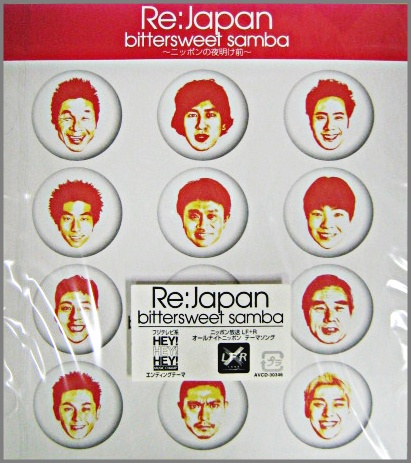 Re:Japan
bittersweet samba
〜ニッポンの夜明け前〜
Re:Japan
bittersweet samba
フジテレビ系
HEY!
HEY!
HEY!
エンディングテーマ
ニッポン放送 LF+R
オールナイトニッポン テーマソング
LF+R
AVCD-30346